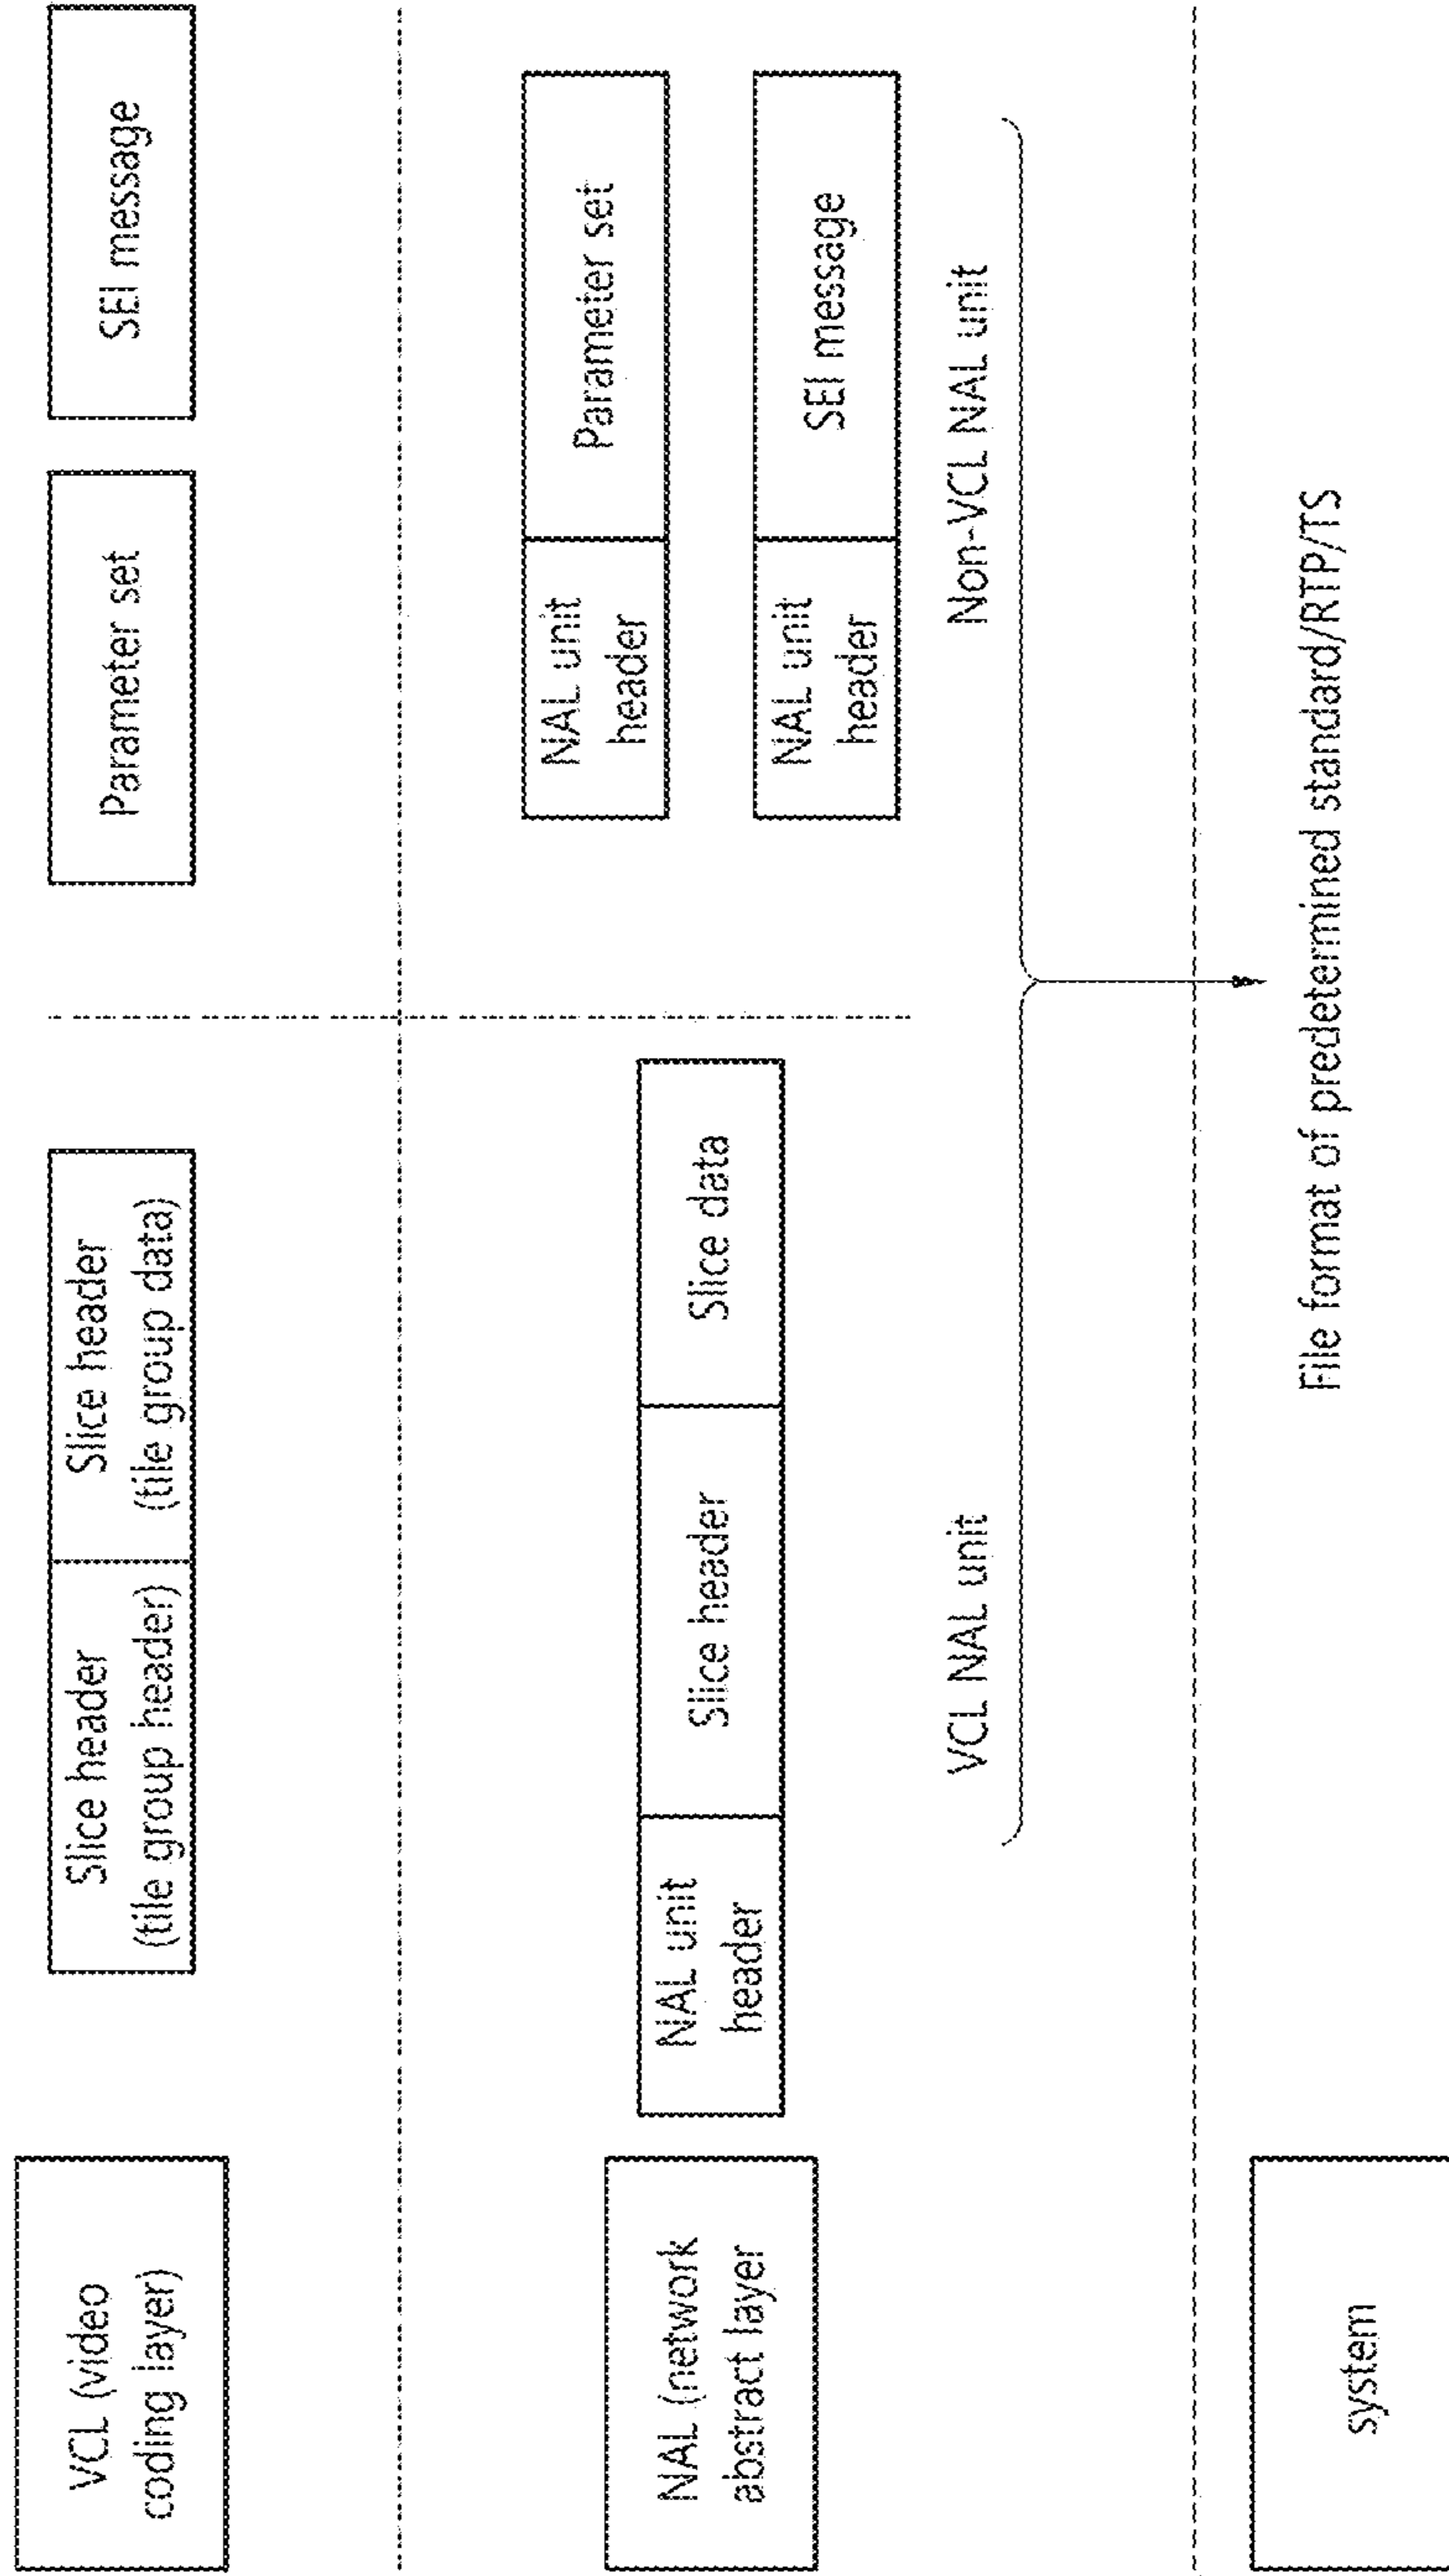 VCL (video
coding layer)
Slice header
(tile group header)
Slice header
(tile group data)
Parameter set
SEI message
NAL (network
abstract layer
NAL unit
header
Slice header
Slice data
NAL unit
header
Parameter set
NAL unit
header
SEI message
VCL NAL unit
Non-VCL NAL unit
system
File format of predetermined standard/RTP/TS